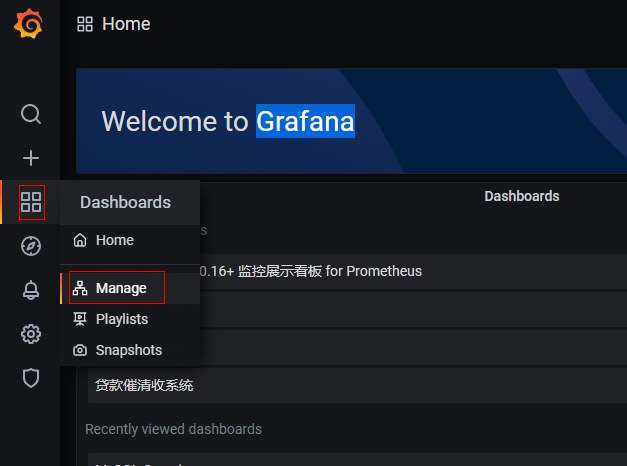 Home
Welcome to Grafana
Dashboards
Dashboards
Home
s
0.16+ 监控展示看板 for Prometheus
Manage
Playlists
Snapshots
贷款催清收系统
Recently viewed dashboards